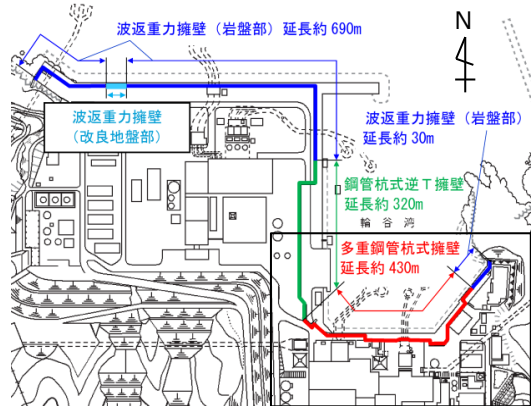 波返重力擁壁（岩盤部）延長約 690m
N
波返重力擁壁
（改良地盤部）
波返重力擁壁（岩盤部）
延長約 30m
鋼管杭式逆Ｔ擁壁
延長約 320m
輪谷湾
多重鋼管杭式擁壁
延長約 430m